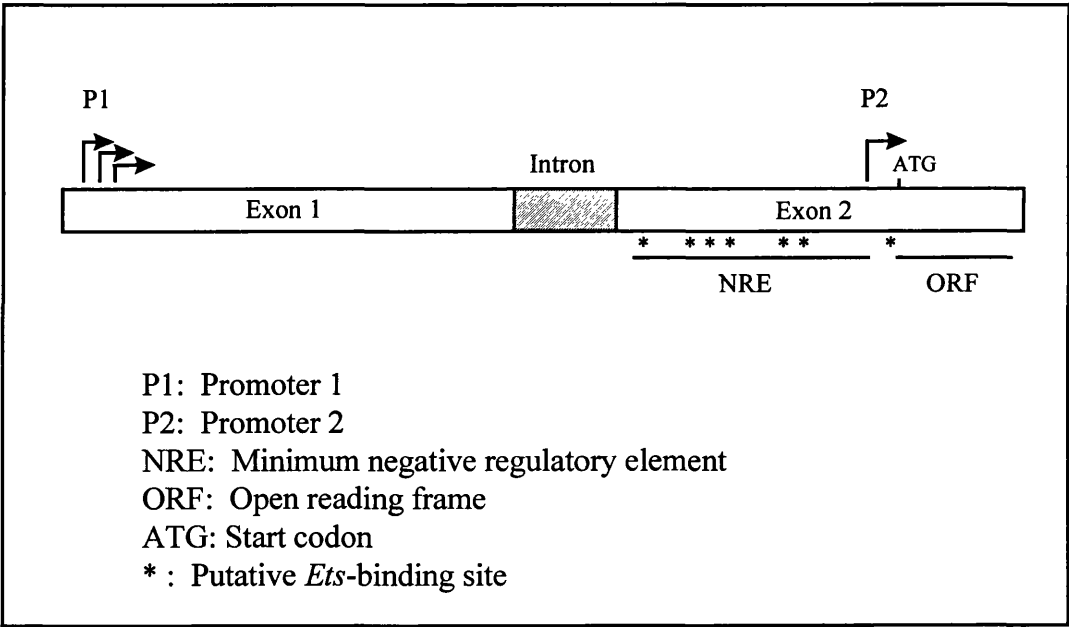 P1 P2
Intron ATG
Exon 1 Exon 2
* * * * * * *
NRE ORF
P1: Promoter 1
P2: Promoter 2
NRE: Minimum negative regulatory element
ORF: Open reading frame
ATG: Start codon
* : Putative Ets-binding site